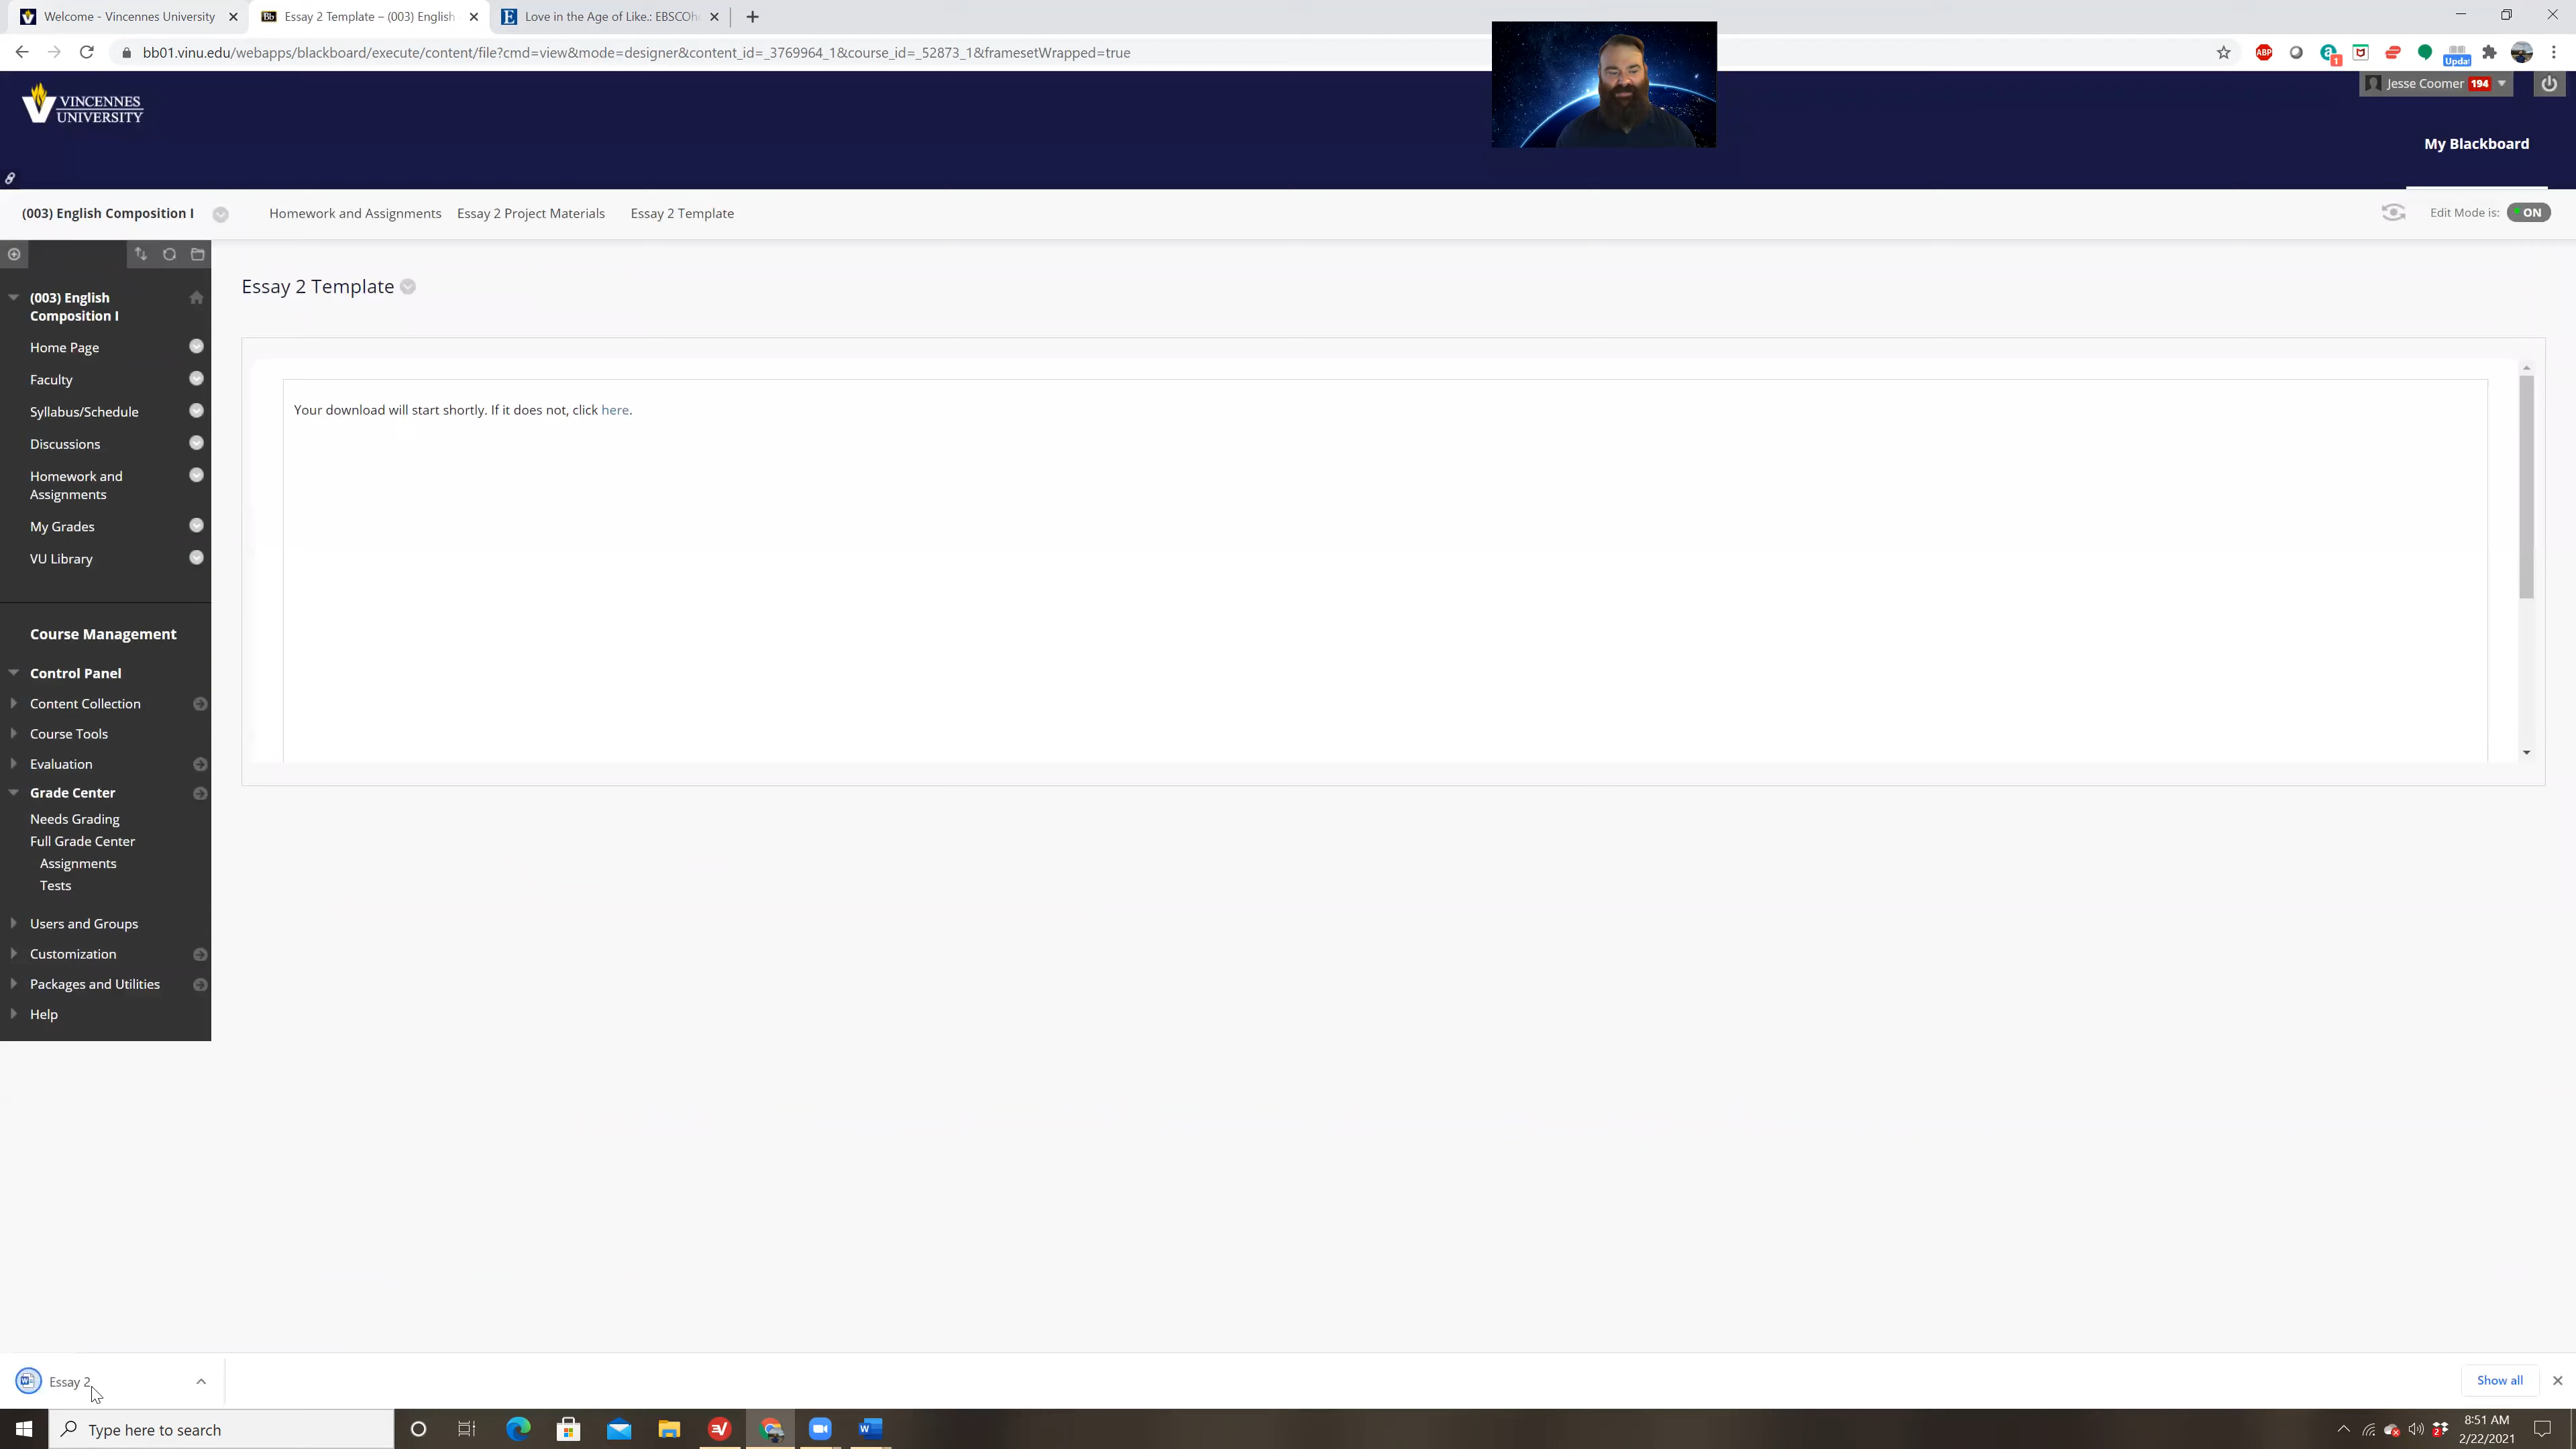 Welcome - Vincennes University
Essay 2 Template – (003) English
Love in the Age of Like.: EBSCOh
bb01.vinu.edu/webapps/blackboard/execute/content/file?cmd=view&mode=designer&content_id=_3769964_1&course_id=_52873_1&framesetWrapped=true
ABP
1
Updat
VINCENNES
UNIVERSITY
Jesse Coomer 194
My Blackboard
(003) English Composition I
Homework and Assignments
Essay 2 Project Materials
Essay 2 Template
Edit Mode is: ON
(003) English
Composition I
Home Page
Faculty
Syllabus/Schedule
Discussions
Homework and
Assignments
My Grades
VU Library
Course Management
Control Panel
Content Collection
Course Tools
Evaluation
Grade Center
Needs Grading
Full Grade Center
Assignments
Tests
Users and Groups
Customization
Packages and Utilities
Help
Essay 2 Template
Your download will start shortly. If it does not, click here.
Essay 2
Show all
Type here to search
8:51 AM
2/22/2021